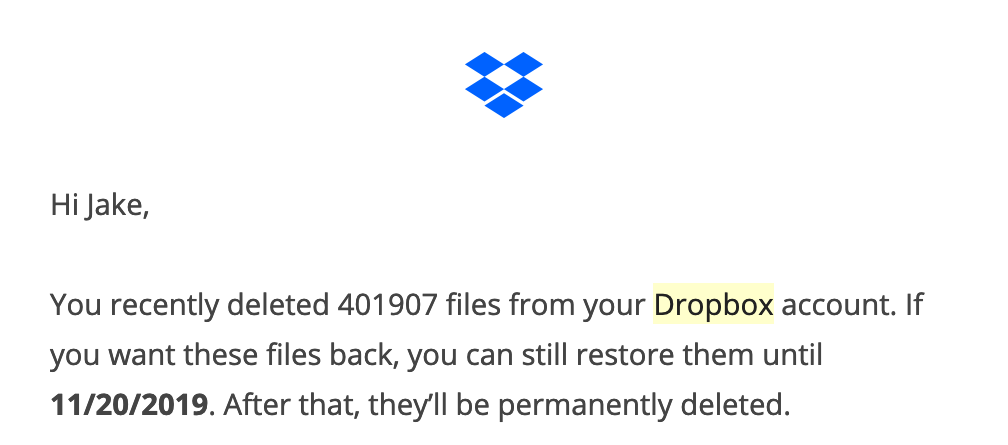 Hi Jake,
You recently deleted 401907 files from your Dropbox account. If
you want these files back, you can still restore them until
11/20/2019. After that, they’ll be permanently deleted.